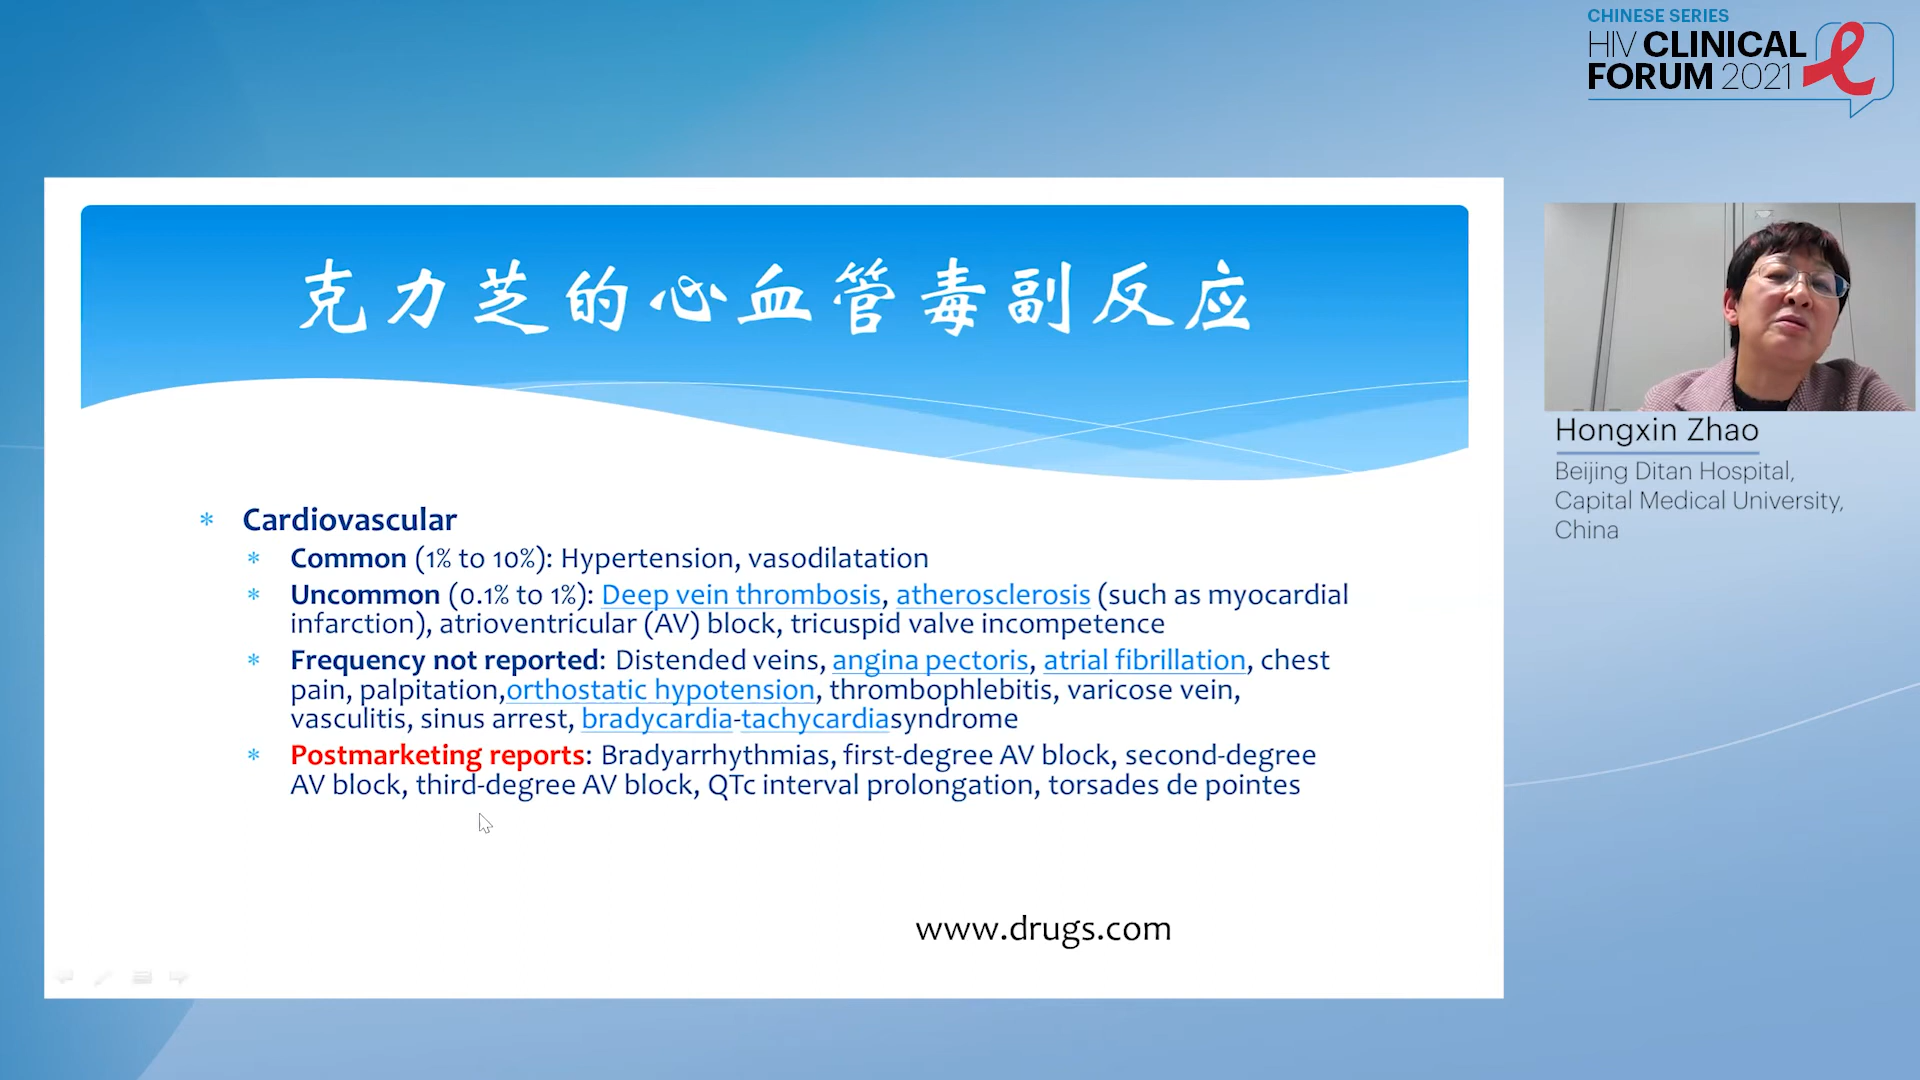 CHINESE SERIES
HIV CLINICAL
FORUM 2021
克力芝的心血管毒副反应
Cardiovascular
Common (1% to 10%): Hypertension, vasodilatation
Uncommon (0.1% to 1%): Deep vein thrombosis, atherosclerosis (such as myocardial
infarction), atrioventricular (AV) block, tricuspid valve incompetence
Frequency not reported: Distended veins, angina pectoris, atrial fibrillation, chest
pain, palpitation,orthostatic hypotension, thrombophlebitis, varicose vein,
vasculitis, sinus arrest, bradycardia-tachycardiasyndrome
Postmarketing reports: Bradyarrhythmias, first-degree AV block, second-degree
AV block, third-degree AV block, QTc interval prolongation, torsades de pointes
www.drugs.com
Hongxin Zhao
Beijing Ditan Hospital,
Capital Medical University,
China